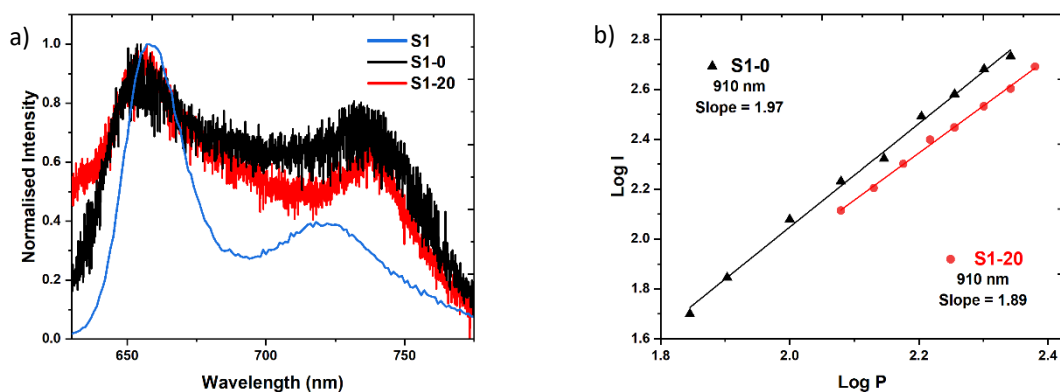 a)
S1
S1-0
S1-20
Normalised Intensity
1.0
0.8
0.6
0.4
0.2
0.0
650
700
750
Wavelength (nm)
b)
S1-0
910 nm
Slope = 1.97
S1-20
910 nm
Slope = 1.89
Log I
2.8
2.6
2.4
2.2
2.0
1.8
1.6
1.8
2.0
2.2
2.4
Log P